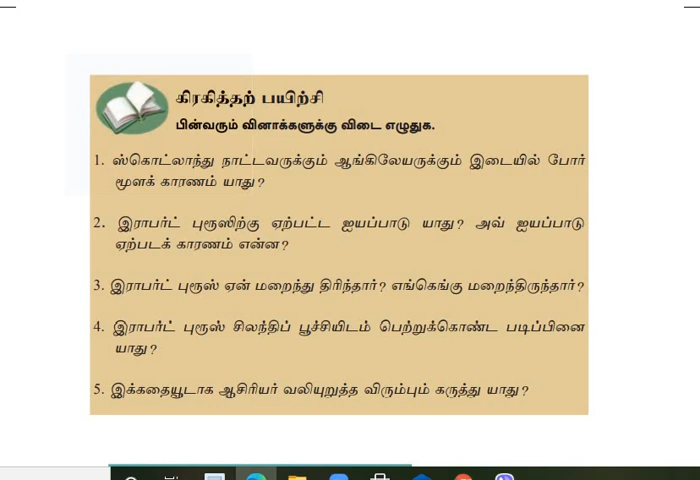 கிரகித்தற் பயிற்சி
பின்வரும் வினாக்களுக்கு விடை எழுதுக.
1. ஸ்கொட்லாந்து நாட்டவருக்கும் ஆங்கிலேயருக்கும் இடையில் போர்
மூளக் காரணம் யாது?
2. இராபர்ட் புரூஸிற்கு ஏற்பட்ட ஐயப்பாடு யாது? அவ் ஐயப்பாடு
ஏற்படக் காரணம் என்ன?
3. இராபர்ட் புரூஸ் ஏன் மறைந்து திரிந்தார்? எங்கெங்கு மறைந்திருந்தார்?
4. இராபர்ட் புரூஸ் சிலந்திப் பூச்சியிடம் பெற்றுக்கொண்ட படிப்பினை
யாது?
5. இக்கதையூடாக ஆசிரியர் வலியுறுத்த விரும்பும் கருத்து யாது?